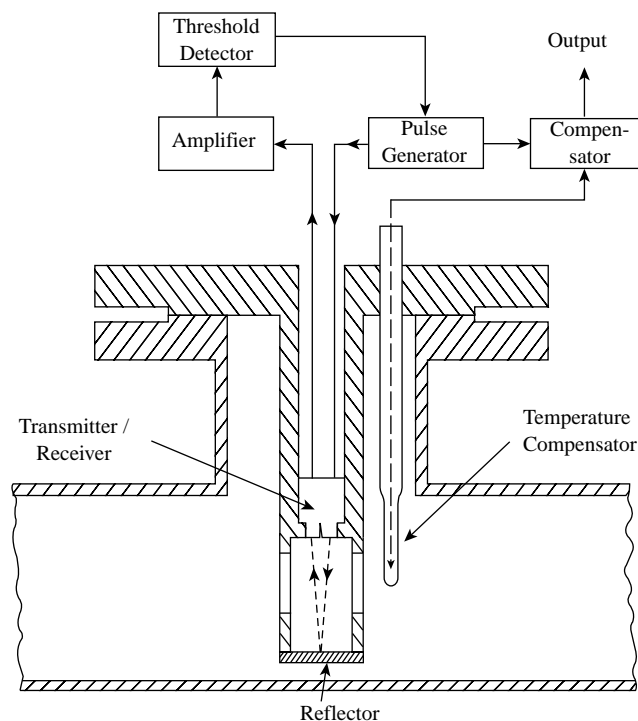 Threshold
Detector
Output
Amplifier
Pulse
Generator
Compen-
sator
Transmitter /
Receiver
Temperature
Compensator
Reflector